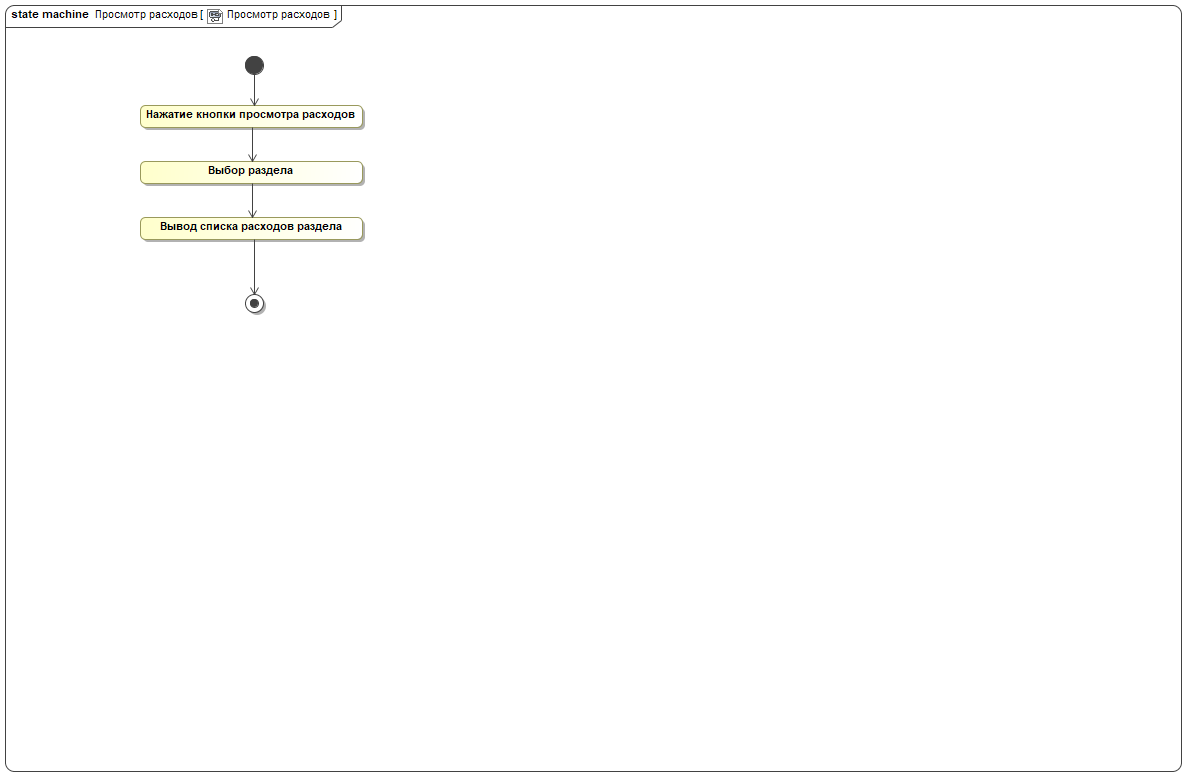 state machine Просмотр расходов [ Просмотр расходов ]
Нажатие кнопки просмотра расходов
Выбор раздела
Вывод списка расходов раздела